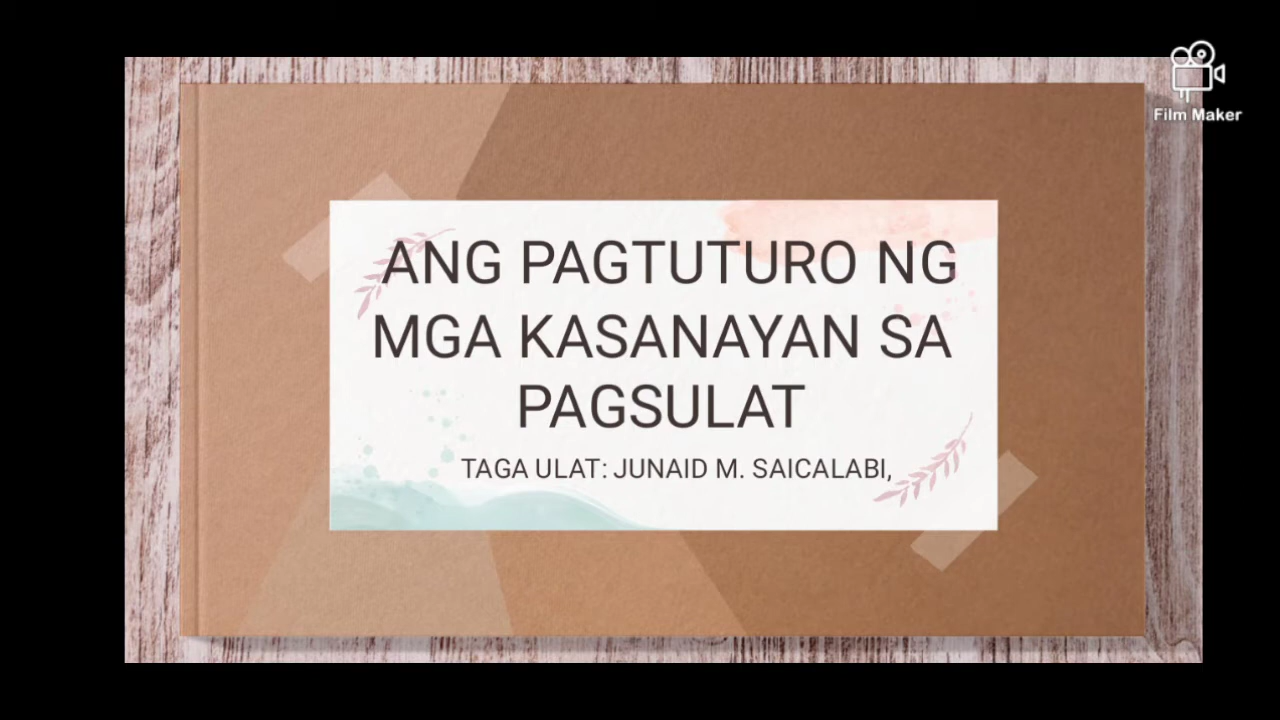 Film Maker
ANG PAGTUTURO NG
MGA KASANAYAN SA
PAGSULAT
TAGA ULAT: JUNAID M. SAICALABI,